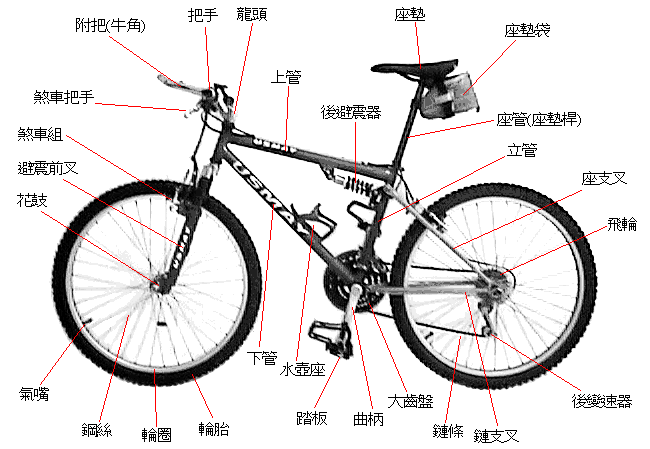 附把(牛角)
把手
龍頭
座墊
座墊袋
煞車把手
上管
後避震器
座管(座墊桿)
煞車組
立管
避震前叉
座支叉
花鼓
飛輪
USMAY
USMAY
USMAY
氣嘴
鋼絲
輪圈
輪胎
下管
水壺座
踏板
曲柄
大齒盤
鏈條
鏈支叉
後變速器